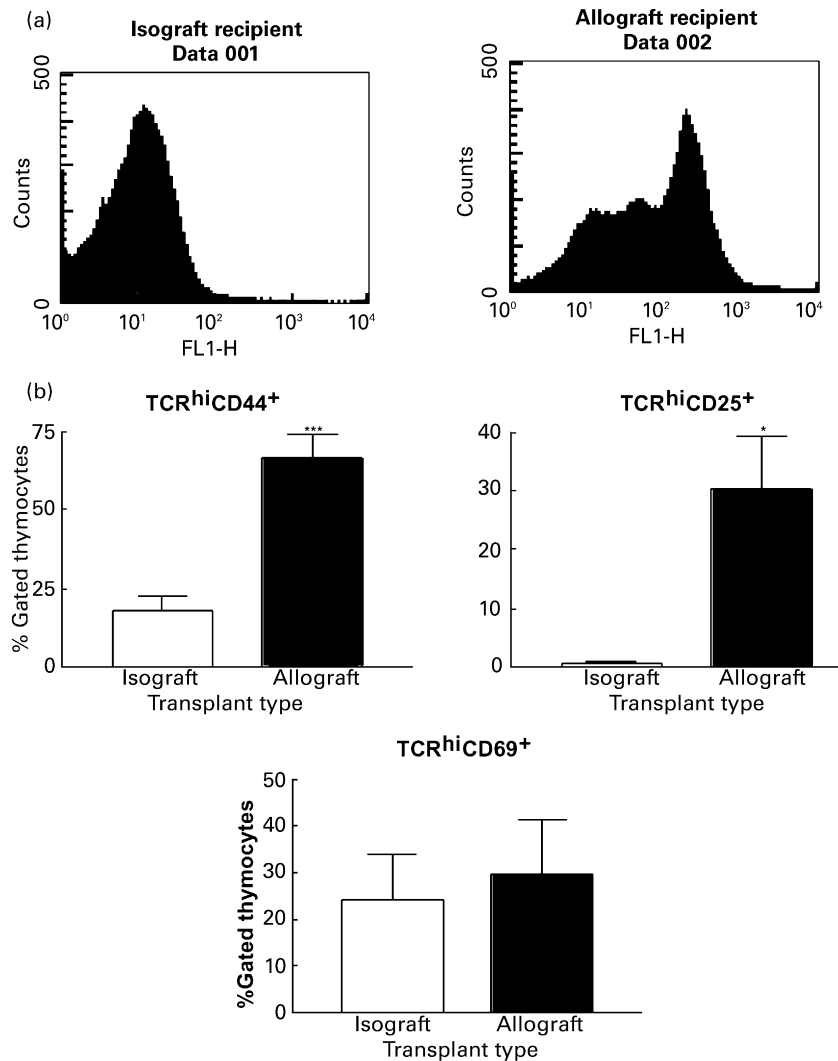 (a)
Isograft recipient
Data 001
500
Counts
0
10⁰ 10¹ 10² 10³ 10⁴
FL1-H
Allograft recipient
Data 002
500
Counts
0
10⁰ 10¹ 10² 10³ 10⁴
FL1-H
(b)
TCRʰⁱCD44⁺
% Gated thymocytes
75
50
25
0
***
Isograft Allograft
Transplant type
TCRʰⁱCD25⁺
40
30
20
10
0
*
Isograft Allograft
Transplant type
TCRʰⁱCD69⁺
%Gated thymocytes
50
40
30
20
10
0
Isograft Allograft
Transplant type